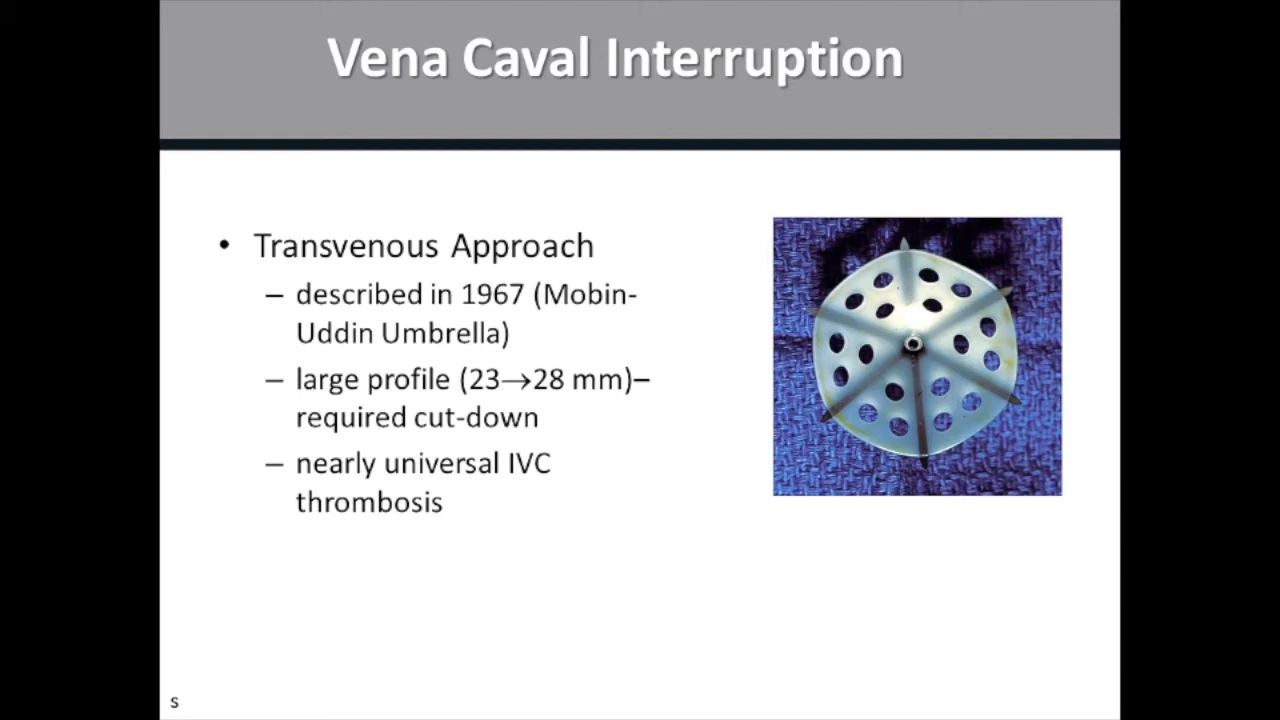 Vena Caval Interruption
• Transvenous Approach
– described in 1967 (Mobin-
Uddin Umbrella)
– large profile (23→28 mm)–
required cut-down
– nearly universal IVC
thrombosis
s